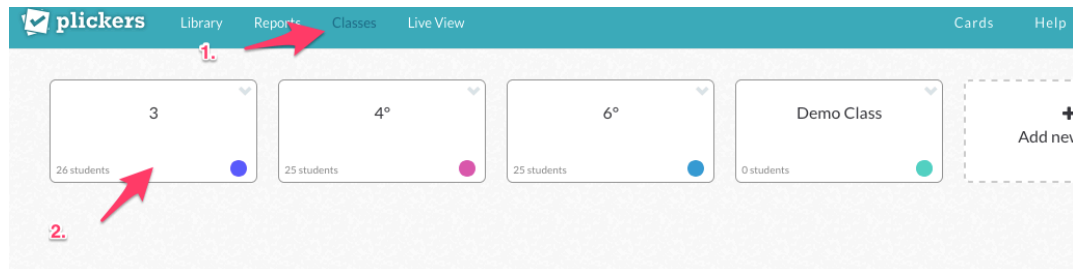 plickers Library Reports Classes Live View Cards Help
1.
3 4° 6° Demo Class + Add new
26 students 25 students 25 students 0 students
2.